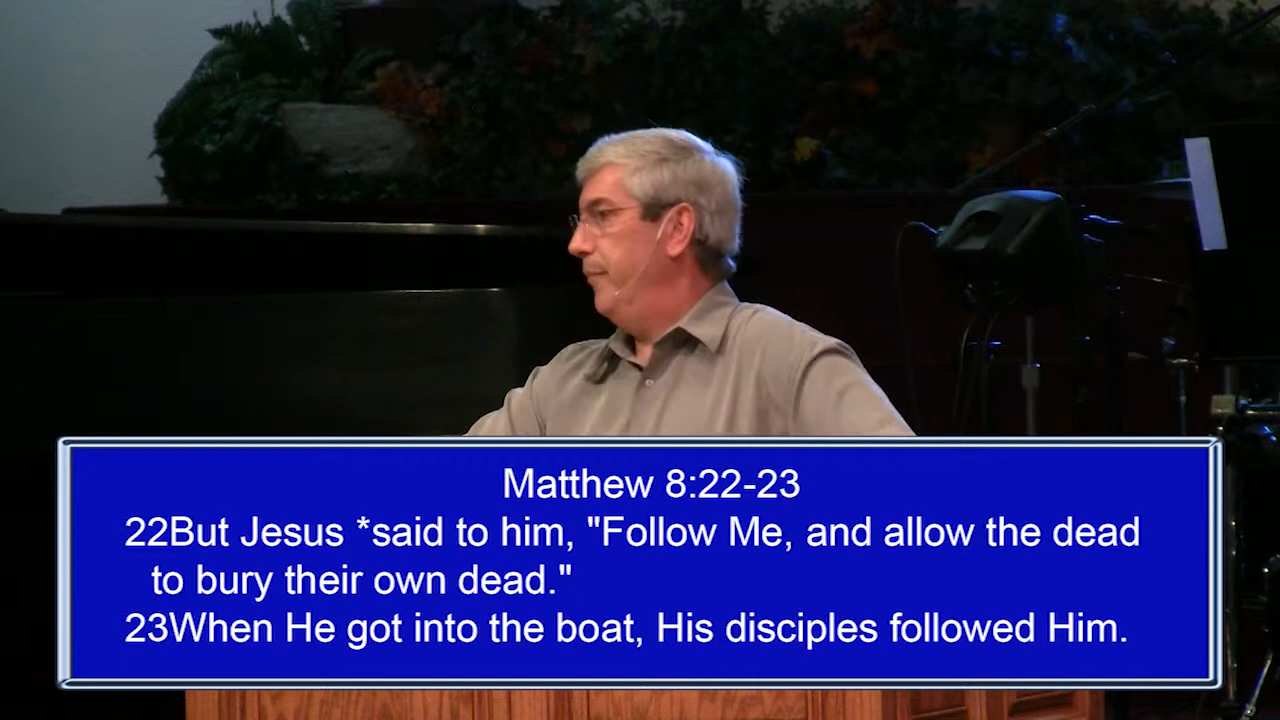 Matthew 8:22-23
22But Jesus *said to him, "Follow Me, and allow the dead
to bury their own dead."
23When He got into the boat, His disciples followed Him.